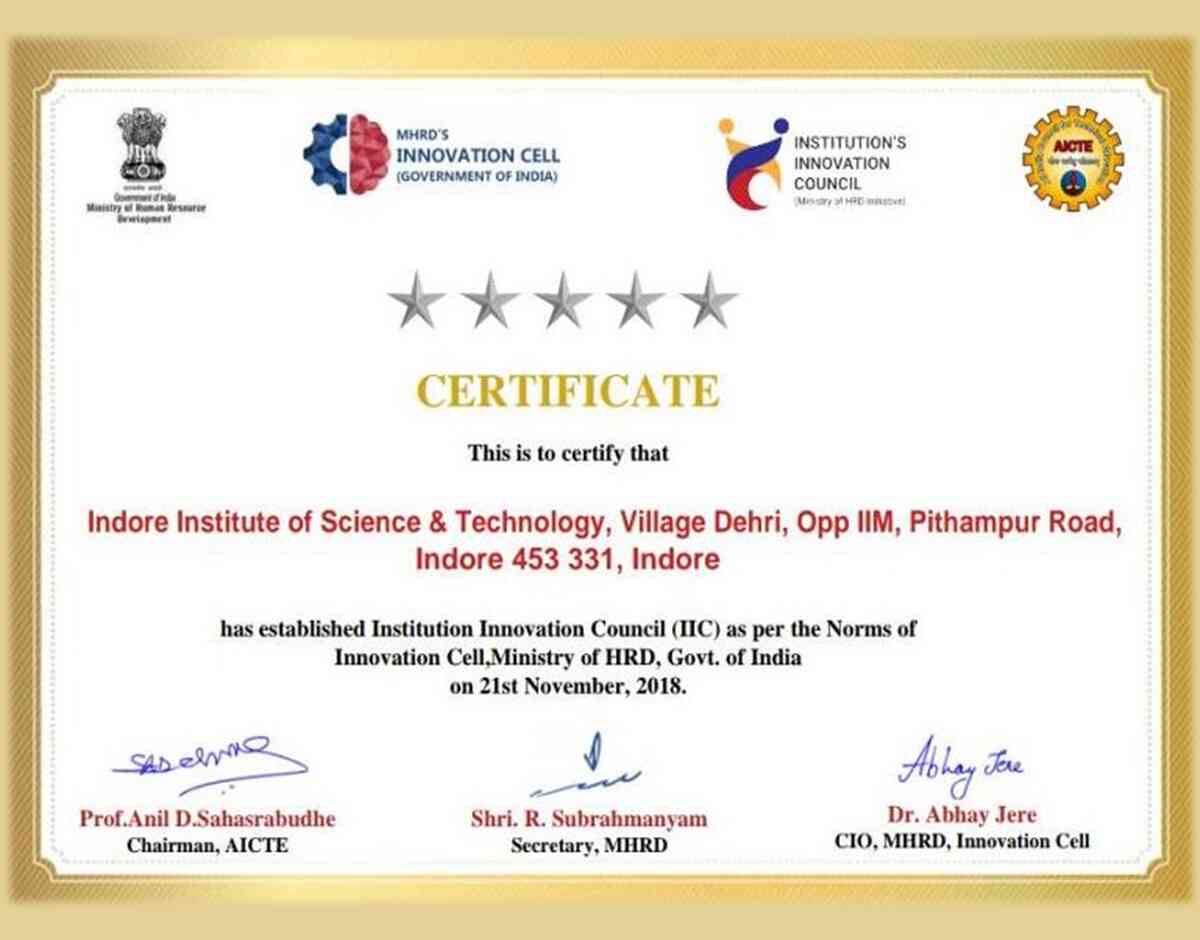 Government of India
Ministry of Human Resource
Development
MHRD'S
INNOVATION CELL
(GOVERNMENT OF INDIA)
INSTITUTION'S
INNOVATION
COUNCIL
(Ministry of HRD Initiative)
AICTE
CERTIFICATE
This is to certify that
Indore Institute of Science & Technology, Village Dehri, Opp IIM, Pithampur Road,
Indore 453 331, Indore
has established Institution Innovation Council (IIC) as per the Norms of
Innovation Cell,Ministry of HRD, Govt. of India
on 21st November, 2018.
Abhay Jere
Prof.Anil D.Sahasrabudhe
Chairman, AICTE
Shri. R. Subrahmanyam
Secretary, MHRD
Dr. Abhay Jere
CIO, MHRD, Innovation Cell